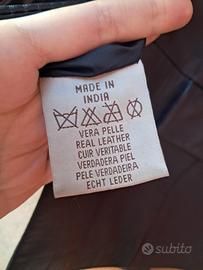 MADE IN
INDIA
VERA PELLE
REAL LEATHER
CUIR VERITABLE
VERDADERA PIEL
PELE VERDADEIRA
ECHT LEDER
subito